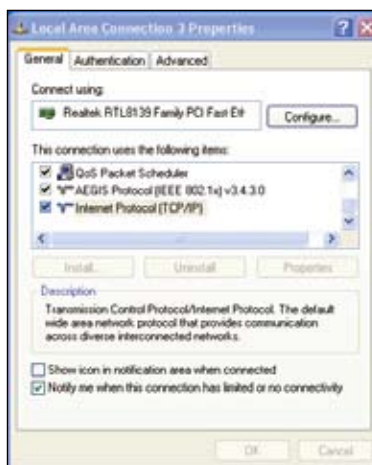 Local Area Connection 3 Properties
General Authentication Advanced
Connect using:
Realtek RTL8139 Family PCI Fast Eth
Configure...
This connection uses the following items:
QoS Packet Scheduler
AEGIS Protocol (IEEE 802.1x) v3.4.3.0
Internet Protocol (TCP/IP)
Install... Uninstall Properties
Description
Transmission Control Protocol/Internet Protocol. The default
wide area network protocol that provides communication
across diverse interconnected networks.
Show icon in notification area when connected
Notify me when this connection has limited or no connectivity
OK Cancel